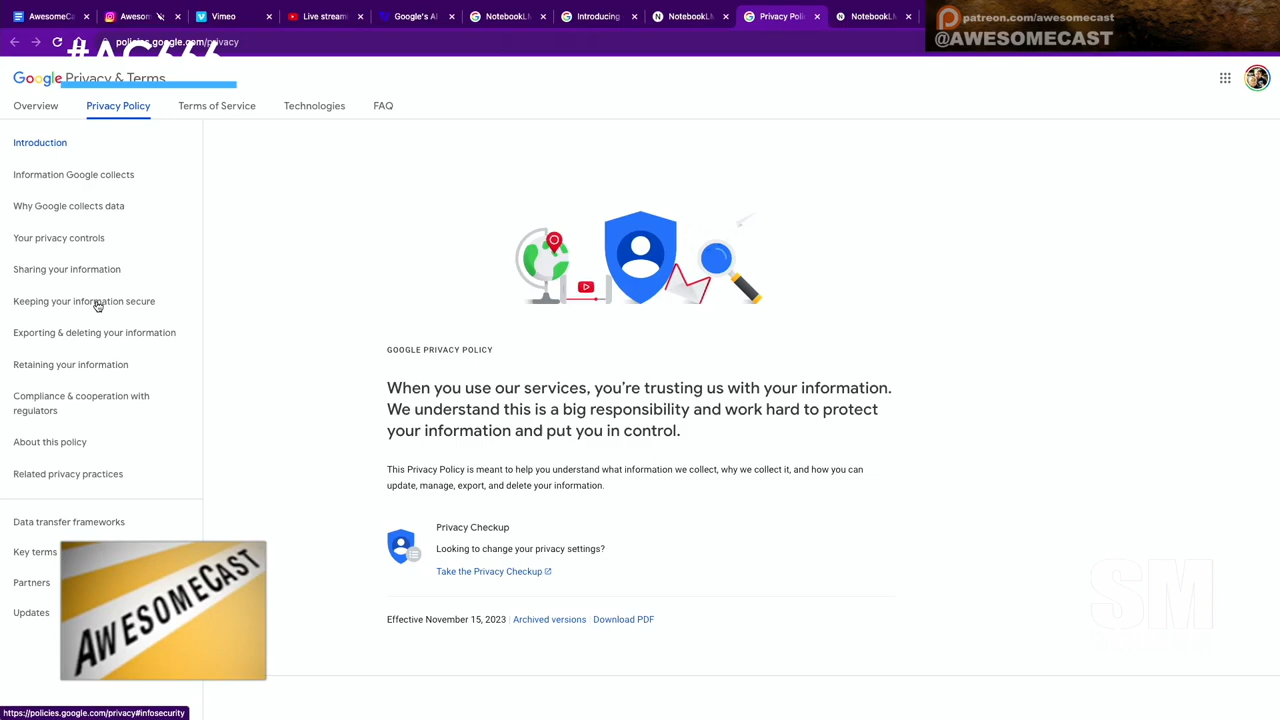 AwesomeCa
Awesom
Vimeo
Live streami
Google's AI
NotebookLM
Introducing
NotebookLM
Privacy Poli
NotebookLM
patreon.com/awesomecast
@AWESOMECAST
policies.google.com/privacy
#AC666
Google Privacy & Terms
Overview
Privacy Policy
Terms of Service
Technologies
FAQ
Introduction
Information Google collects
Why Google collects data
Your privacy controls
Sharing your information
Keeping your information secure
Exporting & deleting your information
Retaining your information
Compliance & cooperation with
regulators
About this policy
Related privacy practices
Data transfer frameworks
Key terms
Partners
Updates
GOOGLE PRIVACY POLICY
When you use our services, you’re trusting us with your information.
We understand this is a big responsibility and work hard to protect
your information and put you in control.
This Privacy Policy is meant to help you understand what information we collect, why we collect it, and how you can
update, manage, export, and delete your information.
Privacy Checkup
Looking to change your privacy settings?
Take the Privacy Checkup
Effective November 15, 2023 | Archived versions | Download PDF
AWESOMECAST
SM
https://policies.google.com/privacy#infosecurity